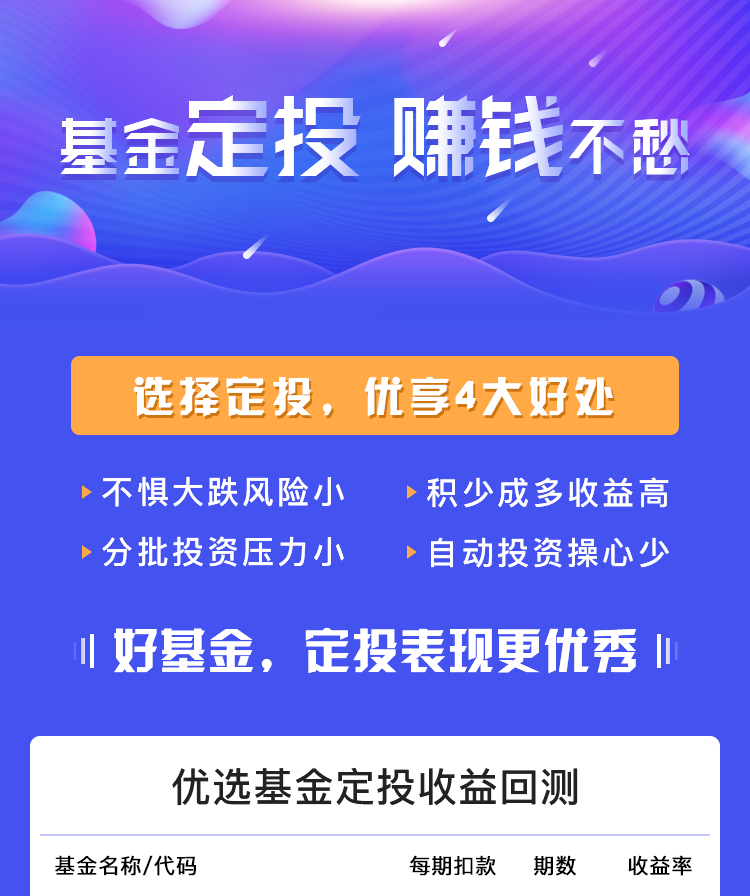 基金定投 赚钱不愁
选择定投，优享4大好处
不惧大跌风险小
积少成多收益高
分批投资压力小
自动投资操心少
好基金，定投表现更优秀
优选基金定投收益回测
基金名称/代码 每期扣款 期数 收益率